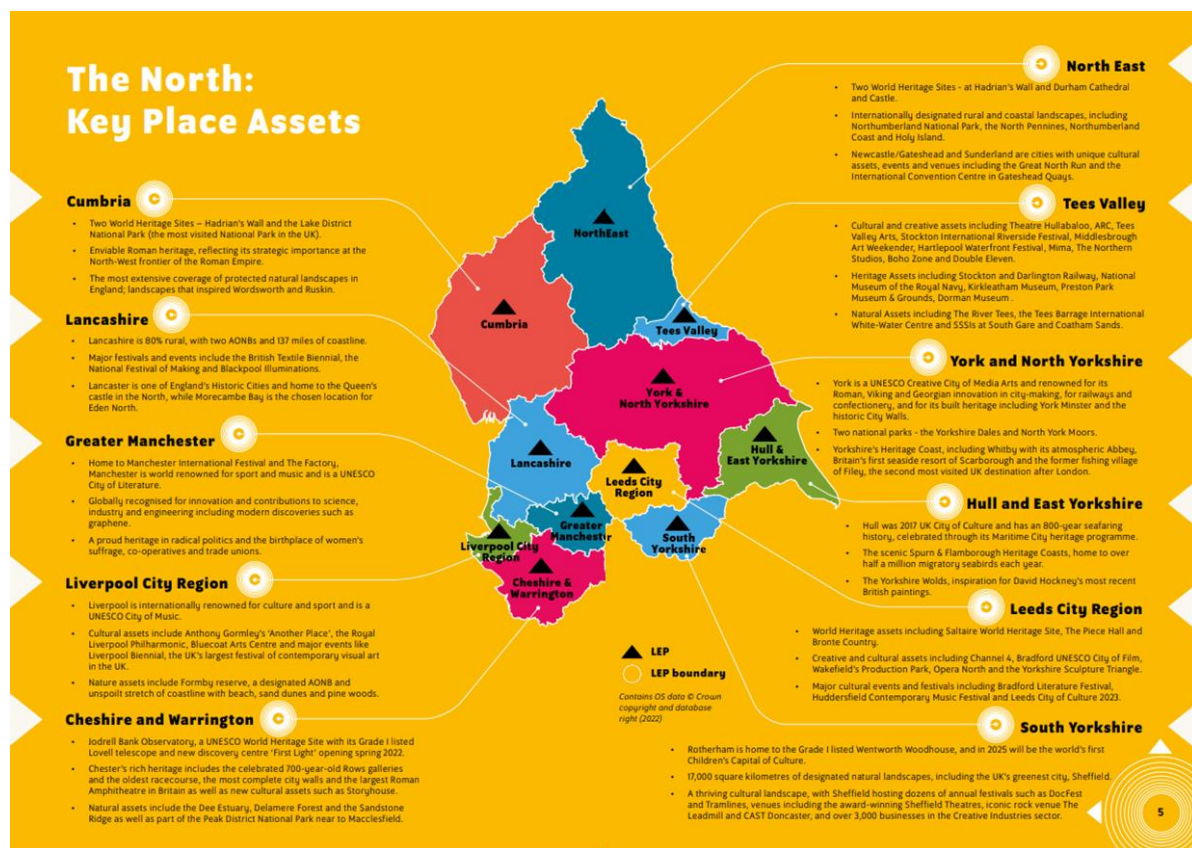 The North:
Key Place Assets
Cumbria
• Two World Heritage Sites – Hadrian's Wall and the Lake District
National Park (the most visited National Park in the UK).
• Enviable Roman heritage, reflecting its strategic importance at the
North-West frontier of the Roman Empire.
• The most extensive coverage of protected natural landscapes in
England; landscapes that inspired Wordsworth and Ruskin.
Lancashire
• Lancashire is 80% rural, with two AONBs and 137 miles of coastline.
• Major festivals and events include the British Textile Biennial, the
National Festival of Making and Blackpool Illuminations.
• Lancaster is one of England's Historic Cities and home to the Queen's
castle in the North, while Morecambe Bay is the chosen location for
Eden North.
Greater Manchester
• Home to Manchester International Festival and The Factory,
Manchester is world renowned for sport and music and is a UNESCO
City of Literature.
• Globally recognised for innovation and contributions to science,
industry and engineering including modern discoveries such as
graphene.
• A proud heritage in radical politics and the birthplace of women's
suffrage, co-operatives and trade unions.
Liverpool City Region
• Liverpool is internationally renowned for culture and sport and is a
UNESCO City of Music.
• Cultural assets include Anthony Gormley's 'Another Place', the Royal
Liverpool Philharmonic, Bluecoat Arts Centre and major events like
Liverpool Biennial, the UK's largest festival of contemporary visual art
in the UK.
• Nature assets include Formby reserve, a designated AONB and
unspoilt stretch of coastline with beach, sand dunes and pine woods.
Cheshire and Warrington
• Jodrell Bank Observatory, a UNESCO World Heritage Site with its Grade I listed
Lovell telescope and new discovery centre 'First Light' opening spring 2022.
• Chester's rich heritage includes the celebrated 700-year-old Rows galleries
and the oldest racecourse, the most complete city walls and the largest Roman
Amphitheatre in Britain as well as new cultural assets such as Storyhouse.
• Natural assets include the Dee Estuary, Delamere Forest and the Sandstone
Ridge as well as part of the Peak District National Park near to Macclesfield.
NorthEast
Cumbria
Tees Valley
York &
North Yorkshire
Hull &
East Yorkshire
Lancashire
Leeds City
Region
Greater
Manchester
South
Yorkshire
Liverpool City
Region
Cheshire &
Warrington
LEP
LEP boundary
Contains OS data © Crown
copyright and database
right (2022)
North East
• Two World Heritage Sites - at Hadrian's Wall and Durham Cathedral
and Castle.
• Internationally designated rural and coastal landscapes, including
Northumberland National Park, the North Pennines, Northumberland
Coast and Holy Island.
• Newcastle/Gateshead and Sunderland are cities with unique cultural
assets, events and venues including the Great North Run and the
International Convention Centre in Gateshead Quays.
Tees Valley
• Cultural and creative assets including Theatre Hullabaloo, ARC, Tees
Valley Arts, Stockton International Riverside Festival, Middlesbrough
Art Weekender, Hartlepool Waterfront Festival, Mima, The Northern
Studios, Boho Zone and Double Eleven.
• Heritage Assets including Stockton and Darlington Railway, National
Museum of the Royal Navy, Kirkleatham Museum, Preston Park
Museum & Grounds, Dorman Museum .
• Natural Assets including The River Tees, the Tees Barrage International
White-Water Centre and SSSIs at South Gare and Coatham Sands.
York and North Yorkshire
• York is a UNESCO Creative City of Media Arts and renowned for its
Roman, Viking and Georgian innovation in city-making, for railways and
confectionery, and for its built heritage including York Minster and the
historic City Walls.
• Two national parks - the Yorkshire Dales and North York Moors.
• Yorkshire's Heritage Coast, including Whitby with its atmospheric Abbey,
Britain's first seaside resort of Scarborough and the former fishing village
of Filey, the second most visited UK destination after London.
Hull and East Yorkshire
• Hull was 2017 UK City of Culture and has an 800-year seafaring
history, celebrated through its Maritime City heritage programme.
• The scenic Spurn & Flamborough Heritage Coasts, home to over
half a million migratory seabirds each year.
• The Yorkshire Wolds, inspiration for David Hockney's most recent
British paintings.
Leeds City Region
• World Heritage assets including Saltaire World Heritage Site, The Piece Hall and
Bronte Country.
• Creative and cultural assets including Channel 4, Bradford UNESCO City of Film,
Wakefield's Production Park, Opera North and the Yorkshire Sculpture Triangle.
• Major cultural events and festivals including Bradford Literature Festival,
Huddersfield Contemporary Music Festival and Leeds City of Culture 2023.
South Yorkshire
• Rotherham is home to the Grade I listed Wentworth Woodhouse, and in 2025 will be the world's first
Children's Capital of Culture.
• 17,000 square kilometres of designated natural landscapes, including the UK's greenest city, Sheffield.
• A thriving cultural landscape, with Sheffield hosting dozens of annual festivals such as DocFest
and Tramlines, venues including the award-winning Sheffield Theatres, iconic rock venue The
Leadmill and CAST Doncaster, and over 3,000 businesses in the Creative Industries sector.
5